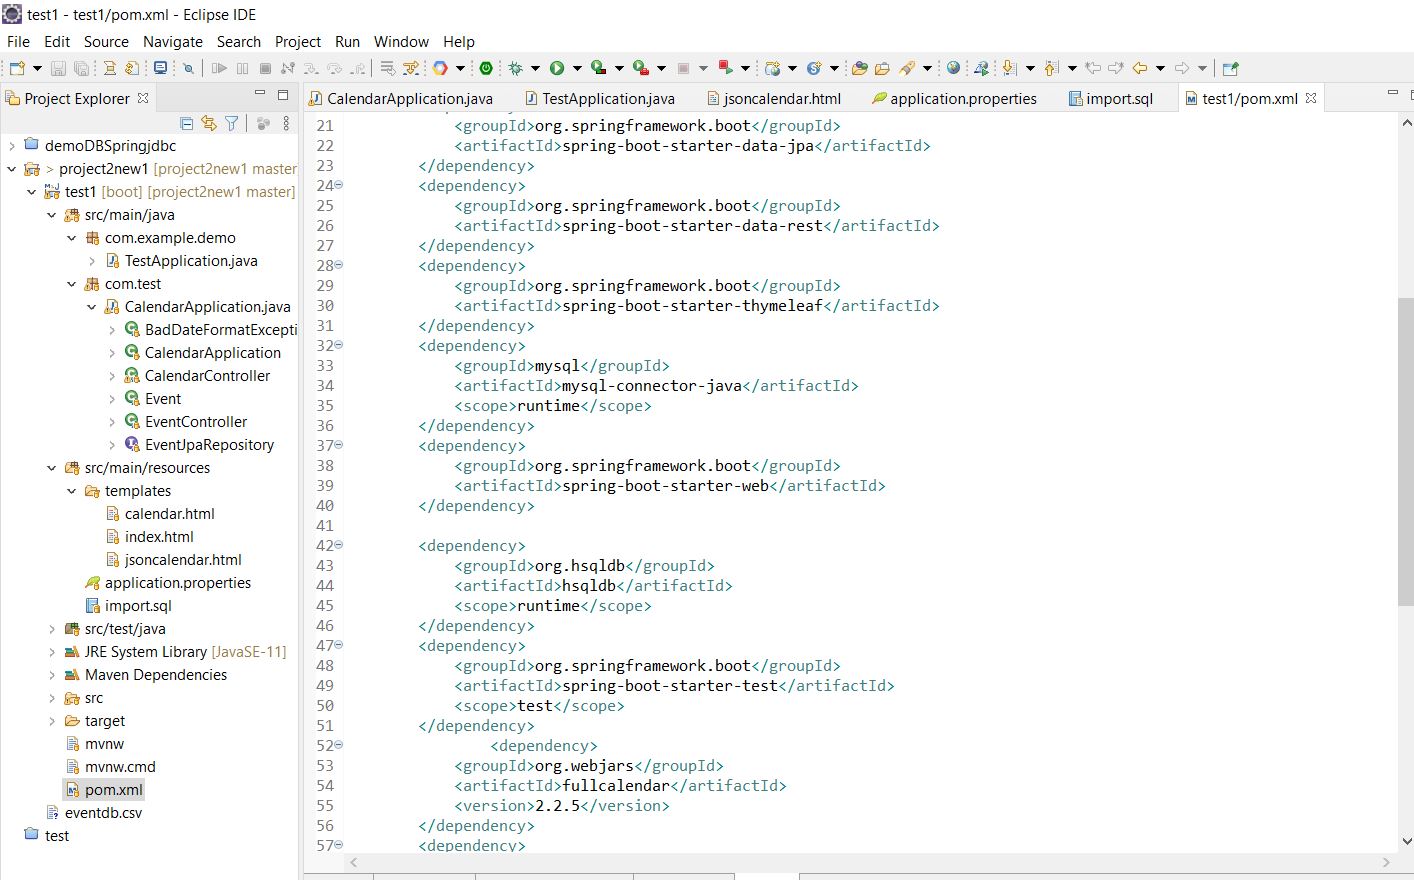 test1 - test1/pom.xml - Eclipse IDE
File Edit Source Navigate Search Project Run Window Help
Project Explorer
CalendarApplication.java TestApplication.java jsoncalendar.html application.properties import.sql test1/pom.xml
demoDBSpringjdbc
> project2new1 [project2new1 master
test1 [boot] [project2new1 master]
src/main/java
com.example.demo
TestApplication.java
com.test
CalendarApplication.java
BadDateFormatExcepti
CalendarApplication
CalendarController
Event
EventController
EventJpaRepository
src/main/resources
templates
calendar.html
index.html
jsoncalendar.html
application.properties
import.sql
src/test/java
JRE System Library [JavaSE-11]
Maven Dependencies
src
target
mvnw
mvnw.cmd
pom.xml
eventdb.csv
test
21 <groupId>org.springframework.boot</groupId>
22 <artifactId>spring-boot-starter-data-jpa</artifactId>
23 </dependency>
24 <dependency>
25 <groupId>org.springframework.boot</groupId>
26 <artifactId>spring-boot-starter-data-rest</artifactId>
27 </dependency>
28 <dependency>
29 <groupId>org.springframework.boot</groupId>
30 <artifactId>spring-boot-starter-thymeleaf</artifactId>
31 </dependency>
32 <dependency>
33 <groupId>mysql</groupId>
34 <artifactId>mysql-connector-java</artifactId>
35 <scope>runtime</scope>
36 </dependency>
37 <dependency>
38 <groupId>org.springframework.boot</groupId>
39 <artifactId>spring-boot-starter-web</artifactId>
40 </dependency>
41
42 <dependency>
43 <groupId>org.hsqldb</groupId>
44 <artifactId>hsqldb</artifactId>
45 <scope>runtime</scope>
46 </dependency>
47 <dependency>
48 <groupId>org.springframework.boot</groupId>
49 <artifactId>spring-boot-starter-test</artifactId>
50 <scope>test</scope>
51 </dependency>
52 <dependency>
53 <groupId>org.webjars</groupId>
54 <artifactId>fullcalendar</artifactId>
55 <version>2.2.5</version>
56 </dependency>
57 <dependency>